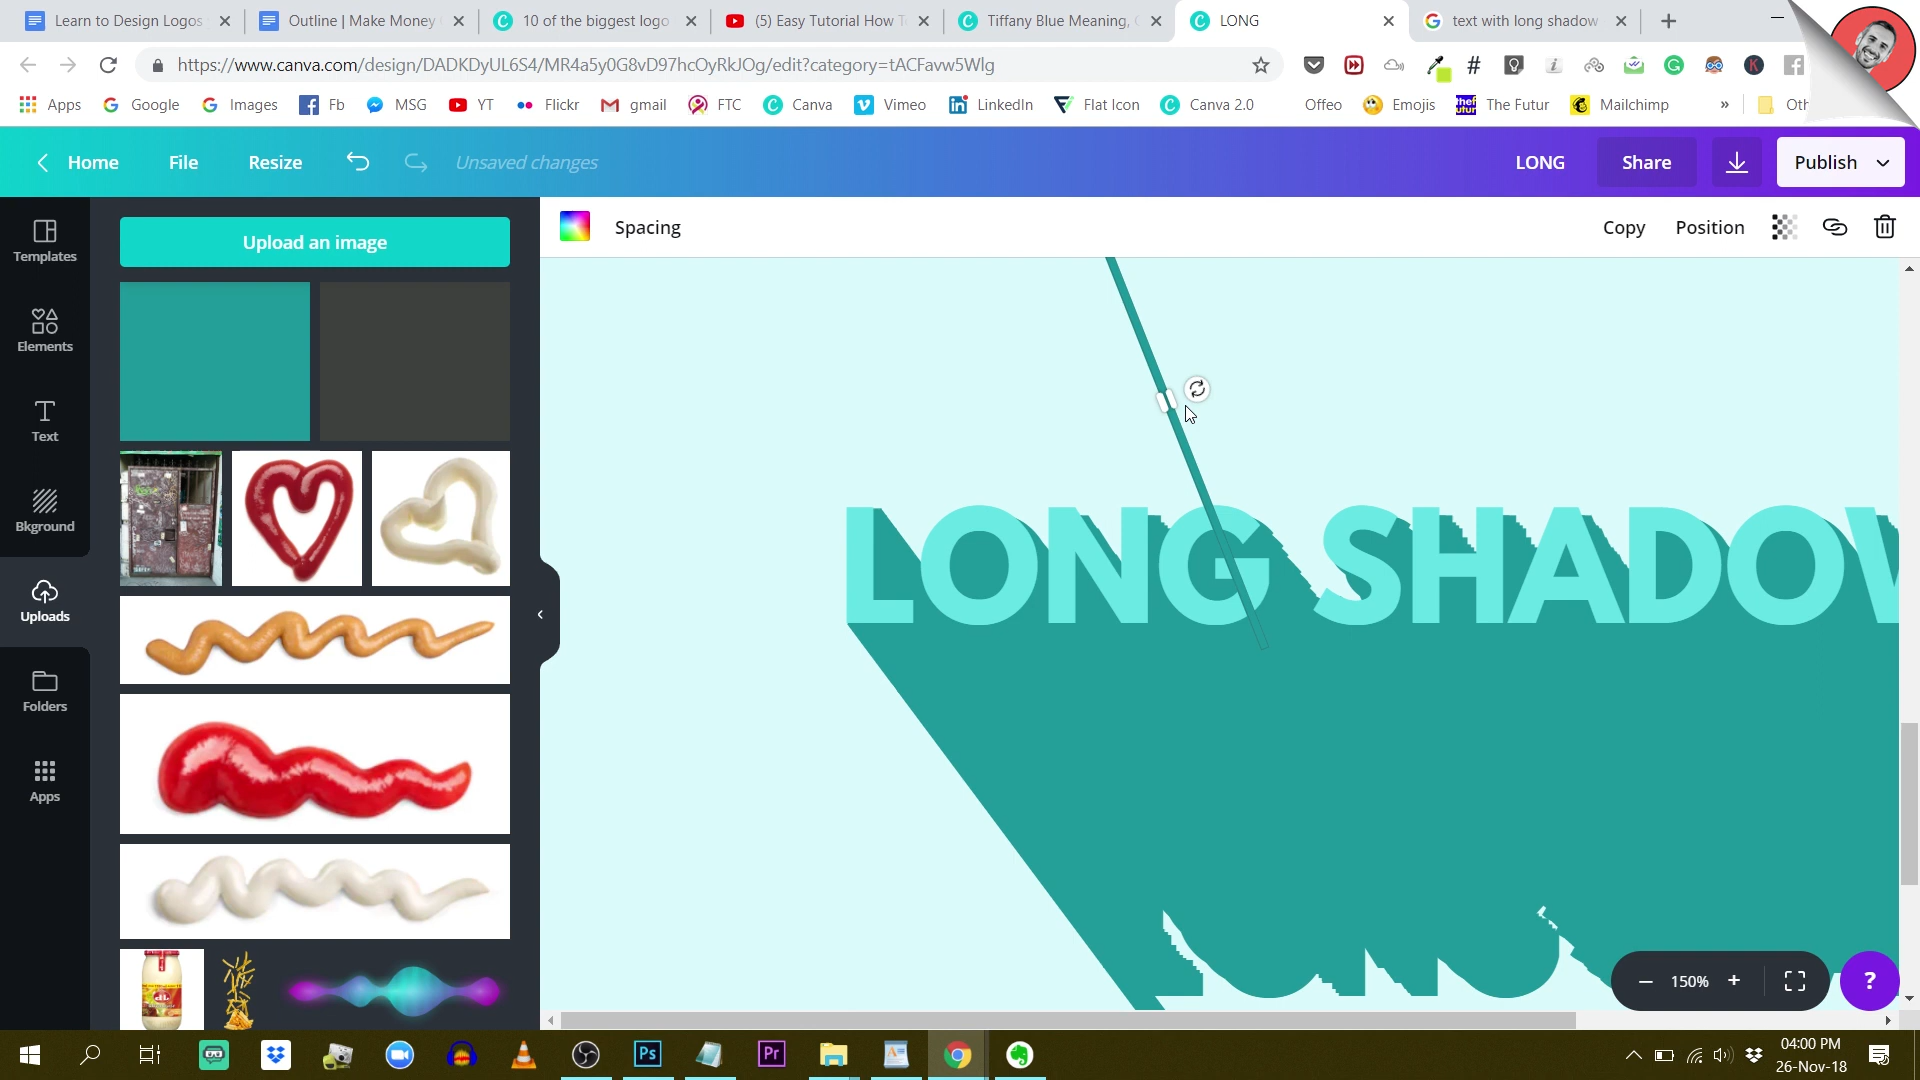 Learn to Design Logos
Outline | Make Money
10 of the biggest logo
(5) Easy Tutorial How T
Tiffany Blue Meaning,
LONG
text with long shadow
https://www.canva.com/design/DADKDyUL6S4/MR4a5y0G8vD97hcOyRkJOg/edit?category=tACFavw5Wlg
Apps Google Images Fb MSG YT Flickr gmail FTC Canva Vimeo LinkedIn Flat Icon Canva 2.0 Offeo Emojis The Futur Mailchimp » Oth
Home File Resize Unsaved changes LONG Share Publish
Upload an image
Spacing Copy Position
Templates
Elements
Text
Bkground
Uploads
Folders
Apps
LONG SHADOW
150%
?
04:00 PM
26-Nov-18